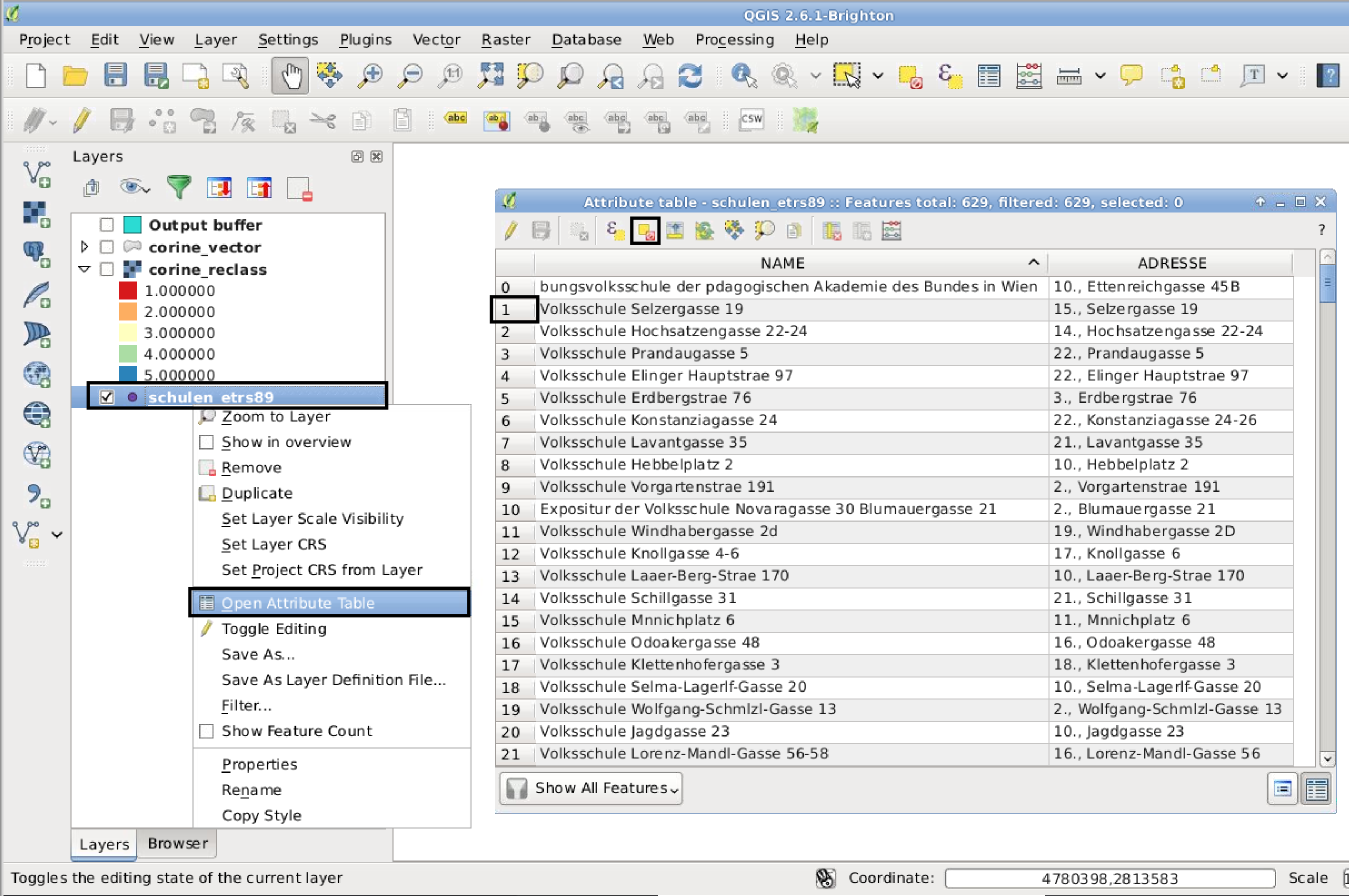 QGIS 2.6.1-Brighton
Project Edit View Layer Settings Plugins Vector Raster Database Web Processing Help
1:1
T
?
abc abc abc abc abc abc abc CSW
Layers
Output buffer
corine_vector
corine_reclass
1.000000
2.000000
3.000000
4.000000
5.000000
schulen_etrs89
Zoom to Layer
Show in overview
Remove
Duplicate
Set Layer Scale Visibility
Set Layer CRS
Set Project CRS from Layer
Open Attribute Table
Toggle Editing
Save As...
Save As Layer Definition File...
Filter...
Show Feature Count
Properties
Rename
Copy Style
Layers Browser
Attribute table - schulen_etrs89 :: Features total: 629, filtered: 629, selected: 0
?
NAME ADRESSE
0 bungsvolksschule der pdagogischen Akademie des Bundes in Wien 10., Ettenreichgasse 45B
1 Volksschule Selzergasse 19 15., Selzergasse 19
2 Volksschule Hochsatzengasse 22-24 14., Hochsatzengasse 22-24
3 Volksschule Prandaugasse 5 22., Prandaugasse 5
4 Volksschule Elinger Hauptstrae 97 22., Elinger Hauptstrae 97
5 Volksschule Erdbergstrae 76 3., Erdbergstrae 76
6 Volksschule Konstanziagasse 24 22., Konstanziagasse 24-26
7 Volksschule Lavantgasse 35 21., Lavantgasse 35
8 Volksschule Hebbelplatz 2 10., Hebbelplatz 2
9 Volksschule Vorgartenstrae 191 2., Vorgartenstrae 191
10 Expositur der Volksschule Novaragasse 30 Blumauergasse 21 2., Blumauergasse 21
11 Volksschule Windhabergasse 2d 19., Windhabergasse 2D
12 Volksschule Knollgasse 4-6 17., Knollgasse 6
13 Volksschule Laaer-Berg-Strae 170 10., Laaer-Berg-Strae 170
14 Volksschule Schillgasse 31 21., Schillgasse 31
15 Volksschule Mnnichplatz 6 11., Mnnichplatz 6
16 Volksschule Odoakergasse 48 16., Odoakergasse 48
17 Volksschule Klettenhofergasse 3 18., Klettenhofergasse 3
18 Volksschule Selma-Lagerlf-Gasse 20 10., Selma-Lagerlf-Gasse 20
19 Volksschule Wolfgang-Schmlzl-Gasse 13 2., Wolfgang-Schmlzl-Gasse 13
20 Volksschule Jagdgasse 23 10., Jagdgasse 23
21 Volksschule Lorenz-Mandl-Gasse 56-58 16., Lorenz-Mandl-Gasse 56
Show All Features
Toggles the editing state of the current layer Coordinate: 4780398,2813583 Scale